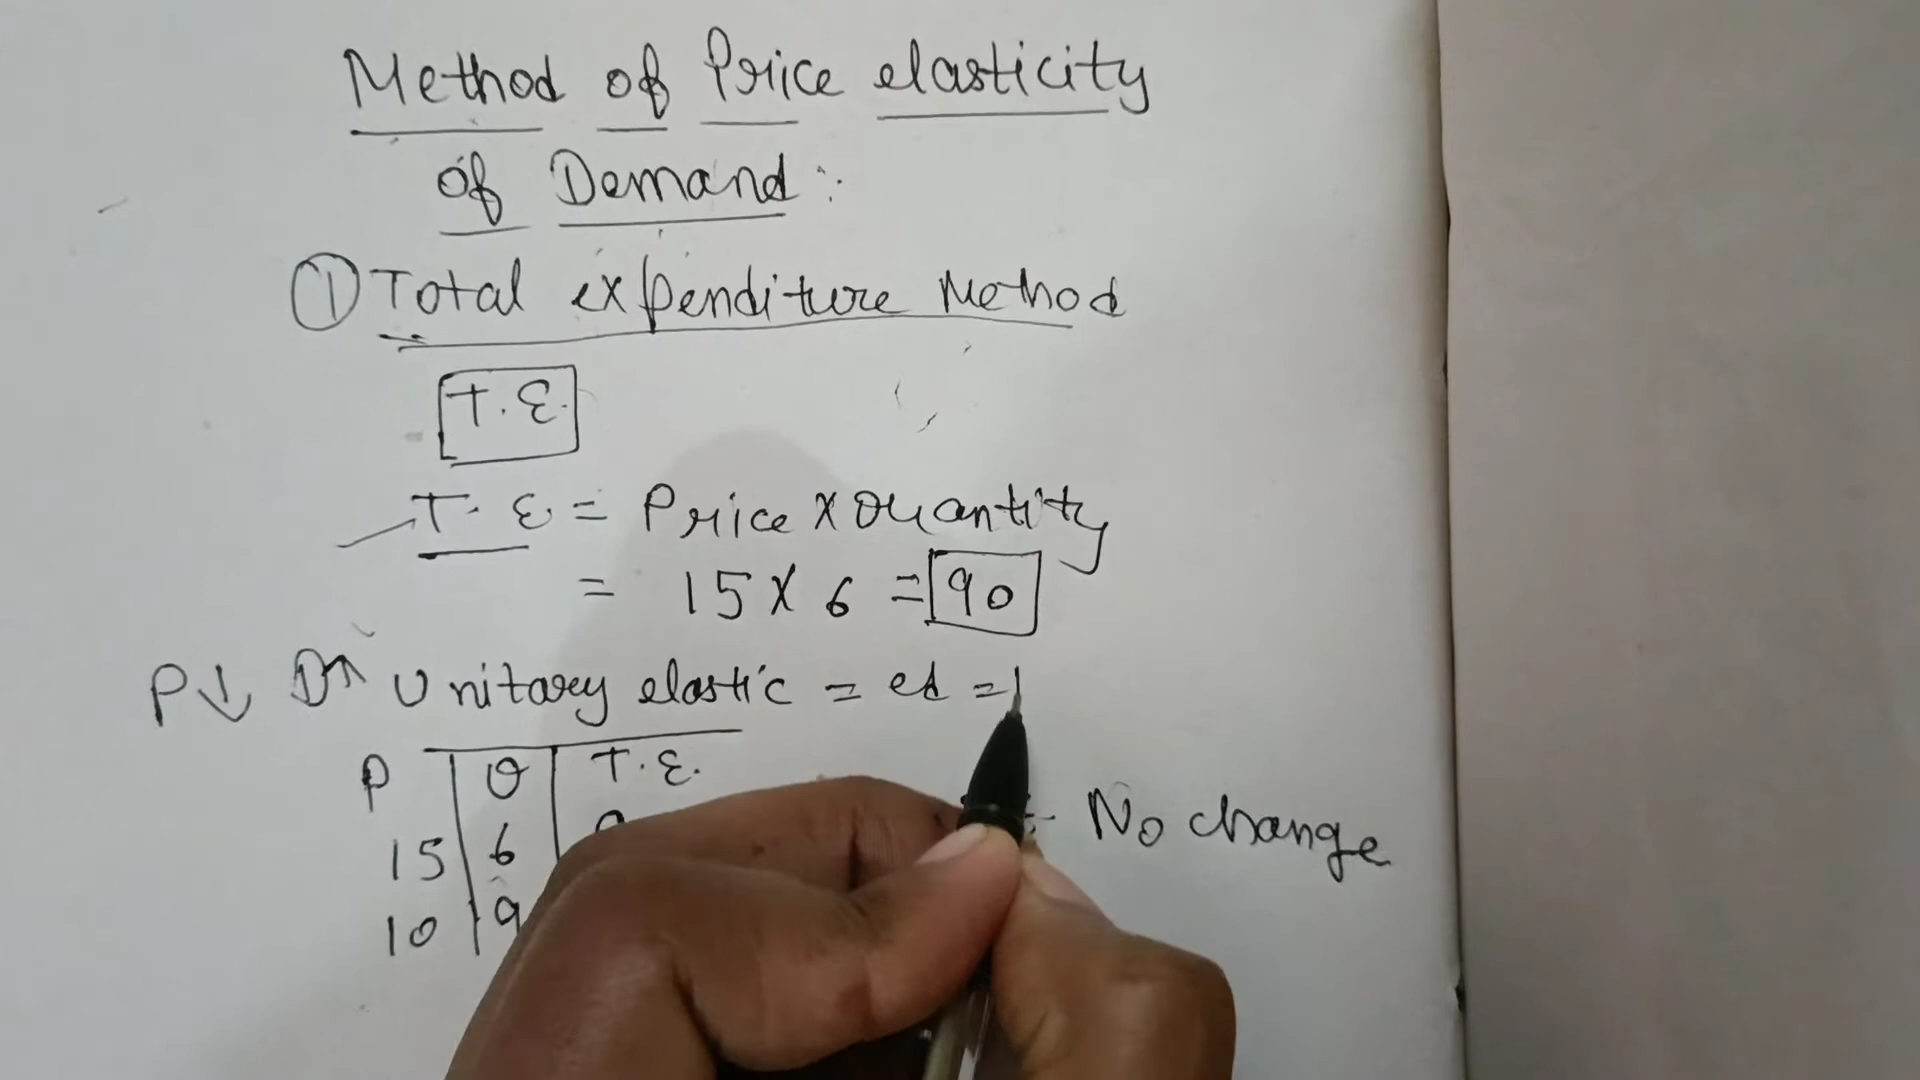 Method of Price elasticity
of Demand :
① Total expenditure Method
T.E.
T.E = Price X Quantity
= 15 X 6 = 90
P↓ D↑ Unitary elastic = ed = 1
P Q T.E.
15 6
10 9
No change